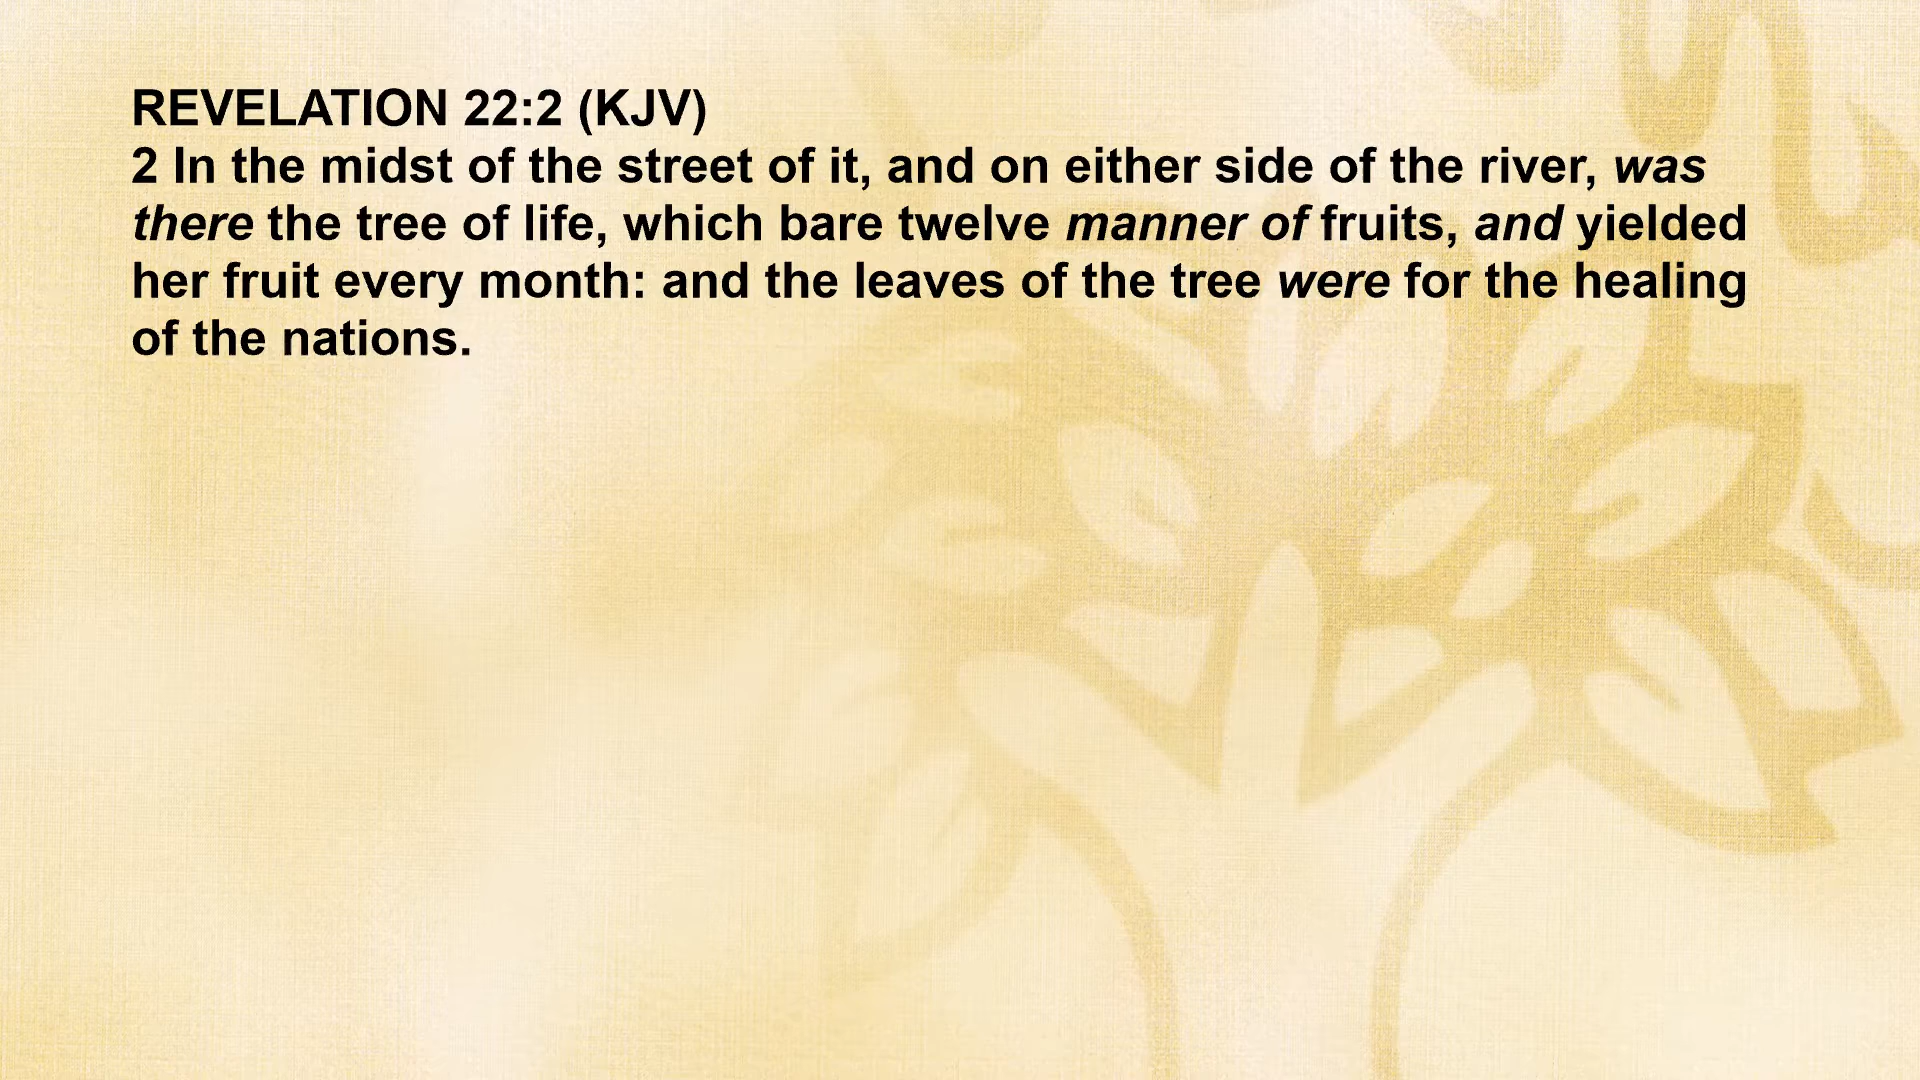 REVELATION 22:2 (KJV)
2 In the midst of the street of it, and on either side of the river, was
there the tree of life, which bare twelve manner of fruits, and yielded
her fruit every month: and the leaves of the tree were for the healing
of the nations.